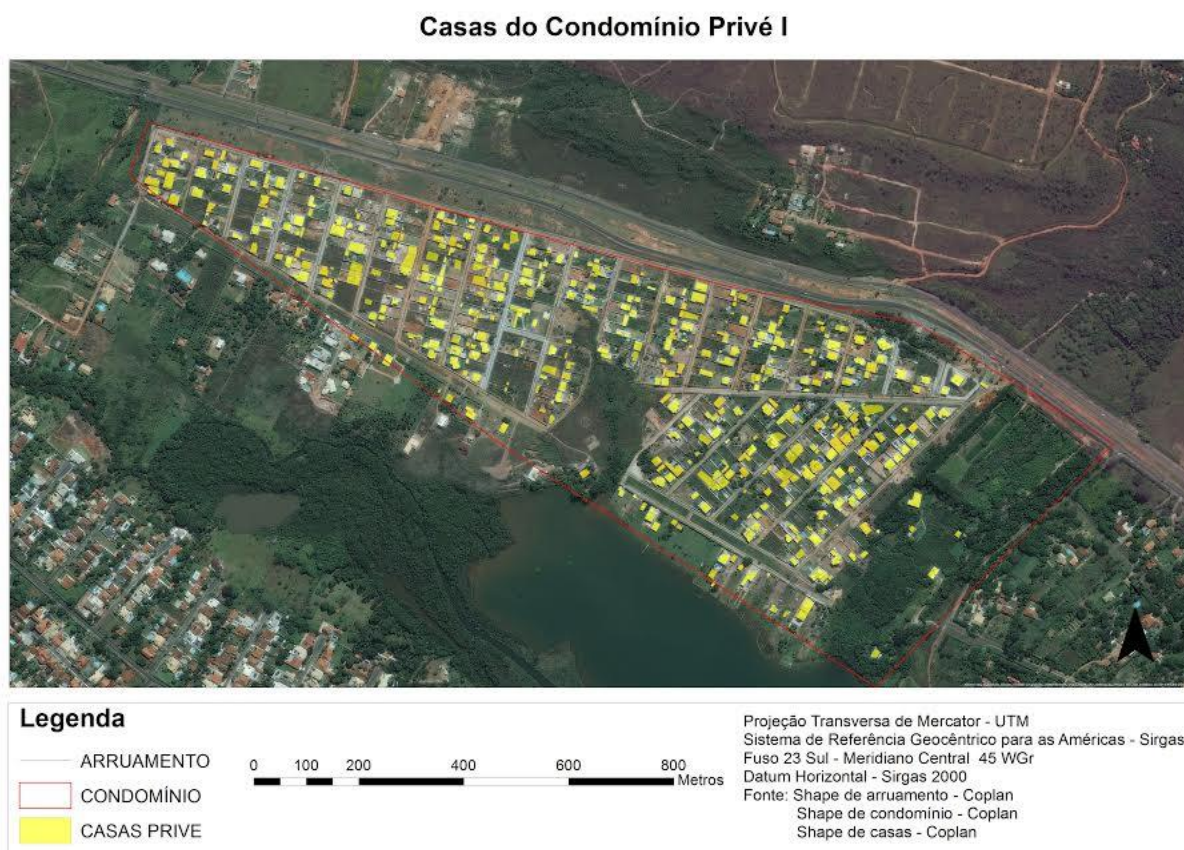 Casas do Condomínio Privé I
Legenda
ARRUAMENTO
CONDOMÍNIO
CASAS PRIVE
0 100 200 400 600 800
Metros
Projeção Transversa de Mercator - UTM
Sistema de Referência Geocêntrico para as Américas - Sirgas
Fuso 23 Sul - Meridiano Central 45 WGr
Datum Horizontal - Sirgas 2000
Fonte: Shape de arruamento - Coplan
Shape de condomínio - Coplan
Shape de casas - Coplan